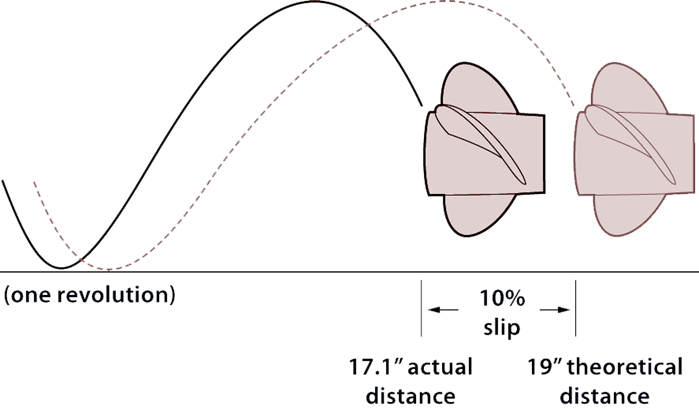 (one revolution)
10%
slip
17.1” actual
distance
19” theoretical
distance